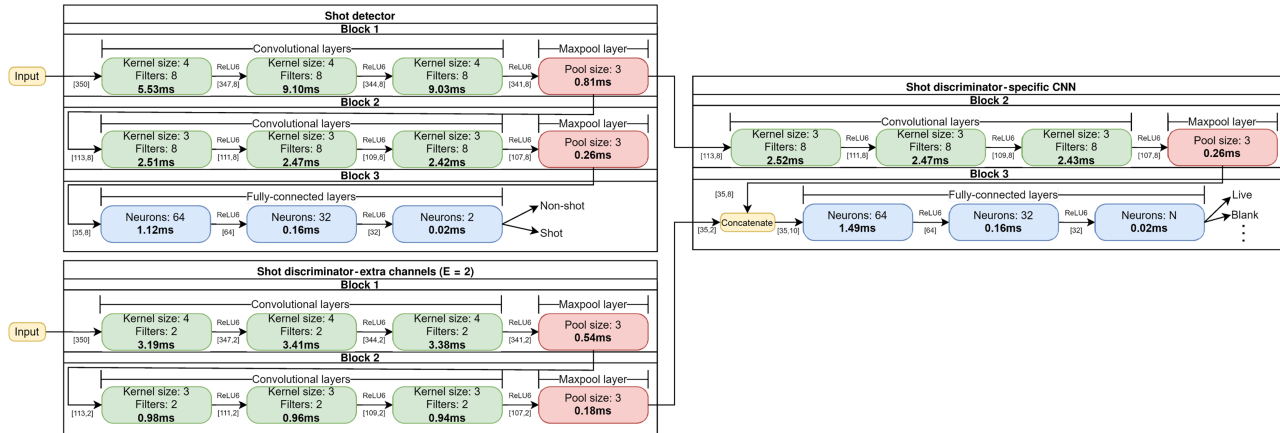 Shot detector
Block 1
Convolutional layers
Maxpool layer
Input
[350]
Kernel size: 4
Filters: 8
5.53ms
ReLU6
[347,8]
Kernel size: 4
Filters: 8
9.10ms
ReLU6
[344,8]
Kernel size: 4
Filters: 8
9.03ms
ReLU6
[341,8]
Pool size: 3
0.81ms
Block 2
Convolutional layers
Maxpool layer
[113,8]
Kernel size: 3
Filters: 8
2.51ms
ReLU6
[111,8]
Kernel size: 3
Filters: 8
2.47ms
ReLU6
[109,8]
Kernel size: 3
Filters: 8
2.42ms
ReLU6
[107,8]
Pool size: 3
0.26ms
Block 3
Fully-connected layers
[35,8]
Neurons: 64
1.12ms
ReLU6
[64]
Neurons: 32
0.16ms
ReLU6
[32]
Neurons: 2
0.02ms
Non-shot
Shot
Shot discriminator-extra channels (E = 2)
Block 1
Convolutional layers
Maxpool layer
Input
[350]
Kernel size: 4
Filters: 2
3.19ms
ReLU6
[347,2]
Kernel size: 4
Filters: 2
3.41ms
ReLU6
[344,2]
Kernel size: 4
Filters: 2
3.38ms
ReLU6
[341,2]
Pool size: 3
0.54ms
Block 2
Convolutional layers
Maxpool layer
[113,2]
Kernel size: 3
Filters: 2
0.98ms
ReLU6
[111,2]
Kernel size: 3
Filters: 2
0.96ms
ReLU6
[109,2]
Kernel size: 3
Filters: 2
0.94ms
ReLU6
[107,2]
Pool size: 3
0.18ms
Shot discriminator-specific CNN
Block 2
Convolutional layers
Maxpool layer
[113,8]
Kernel size: 3
Filters: 8
2.52ms
ReLU6
[111,8]
Kernel size: 3
Filters: 8
2.47ms
ReLU6
[109,8]
Kernel size: 3
Filters: 8
2.43ms
ReLU6
[107,8]
Pool size: 3
0.26ms
Block 3
Fully-connected layers
[35,8]
[35,2]
Concatenate
[35,10]
Neurons: 64
1.49ms
ReLU6
[64]
Neurons: 32
0.16ms
ReLU6
[32]
Neurons: N
0.02ms
Live
Blank
⋮